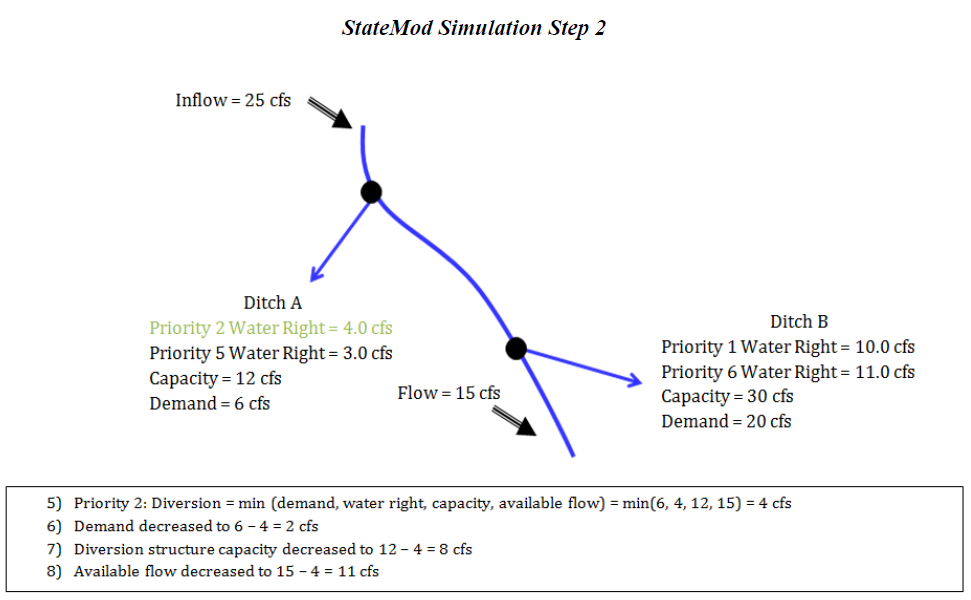 StateMod Simulation Step 2
Inflow = 25 cfs
Ditch A
Priority 2 Water Right = 4.0 cfs
Priority 5 Water Right = 3.0 cfs
Capacity = 12 cfs
Demand = 6 cfs
Flow = 15 cfs
Ditch B
Priority 1 Water Right = 10.0 cfs
Priority 6 Water Right = 11.0 cfs
Capacity = 30 cfs
Demand = 20 cfs
5) Priority 2: Diversion = min (demand, water right, capacity, available flow) = min(6, 4, 12, 15) = 4 cfs
6) Demand decreased to 6 – 4 = 2 cfs
7) Diversion structure capacity decreased to 12 – 4 = 8 cfs
8) Available flow decreased to 15 – 4 = 11 cfs